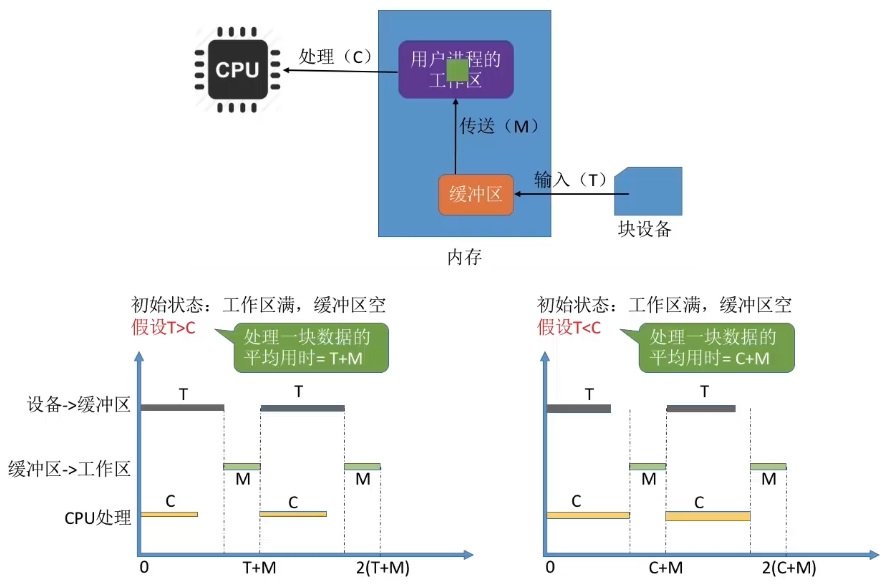 CPU
处理（C）
用户进程的
工作区
传送（M）
缓冲区
输入（T）
块设备
内存
初始状态：工作区满，缓冲区空
假设T>C
处理一块数据的
平均用时= T+M
设备->缓冲区
T
T
缓冲区->工作区
M
M
CPU处理
C
C
0
T+M
2(T+M)
初始状态：工作区满，缓冲区空
假设T<C
处理一块数据的
平均用时= C+M
T
T
M
M
C
C
0
C+M
2(C+M)